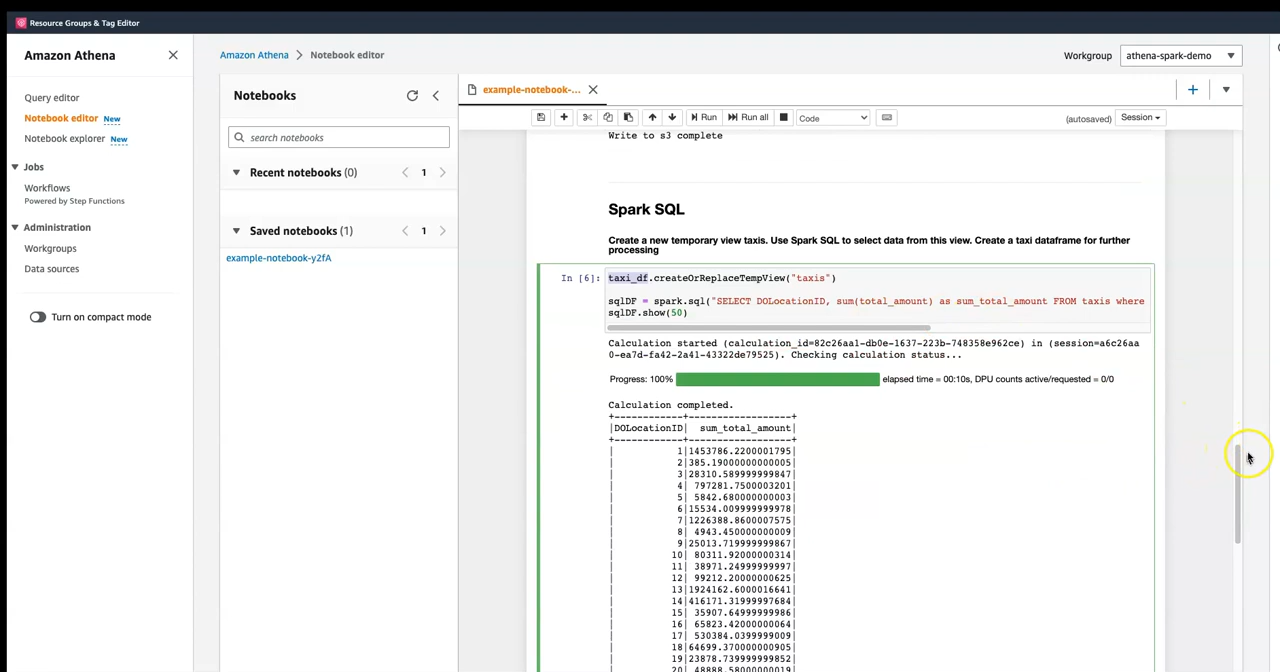 Resource Groups & Tag Editor
Amazon Athena
Query editor
Notebook editor New
Notebook explorer New
Jobs
Workflows
Powered by Step Functions
Administration
Workgroups
Data sources
Turn on compact mode
Amazon Athena > Notebook editor
Workgroup athena-spark-demo
Notebooks
search notebooks
Recent notebooks (0) 1
Saved notebooks (1) 1
example-notebook-y2fA
example-notebook-...
Run Run all Code (autosaved) Session
Write to s3 complete
Spark SQL
Create a new temporary view taxis. Use Spark SQL to select data from this view. Create a taxi dataframe for further
processing
In [6]: taxi_df.createOrReplaceTempView("taxis")
sqlDF = spark.sql("SELECT DOLocationID, sum(total_amount) as sum_total_amount FROM taxis where
sqlDF.show(50)
Calculation started (calculation_id=82c26aa1-db0e-1637-223b-748358e962ce) in (session=a6c26aa
0-ea7d-fa42-2a41-43322de79525). Checking calculation status...
Progress: 100% elapsed time = 00:10s, DPU counts active/requested = 0/0
Calculation completed.
+------------+------------------+
|DOLocationID|  sum_total_amount|
+------------+------------------+
|           1|1453786.2200001795|
|           2|385.19000000000005|
|           3|28310.589999999847|
|           4| 797281.7500003201|
|           5| 5842.680000000003|
|           6|15534.009999999978|
|           7|1226388.8600007575|
|           8| 4943.450000000009|
|           9|25013.719999999867|
|          10| 80311.92000000314|
|          11| 38971.24999999997|
|          12| 99212.20000000625|
|          13|1924162.6000016641|
|          14|416171.31999997684|
|          15| 35907.64999999986|
|          16| 65823.42000000064|
|          17| 530384.0399999009|
|          18|64699.370000000905|
|          19|23878.739999999852|
|          20| 48888.58000000019|